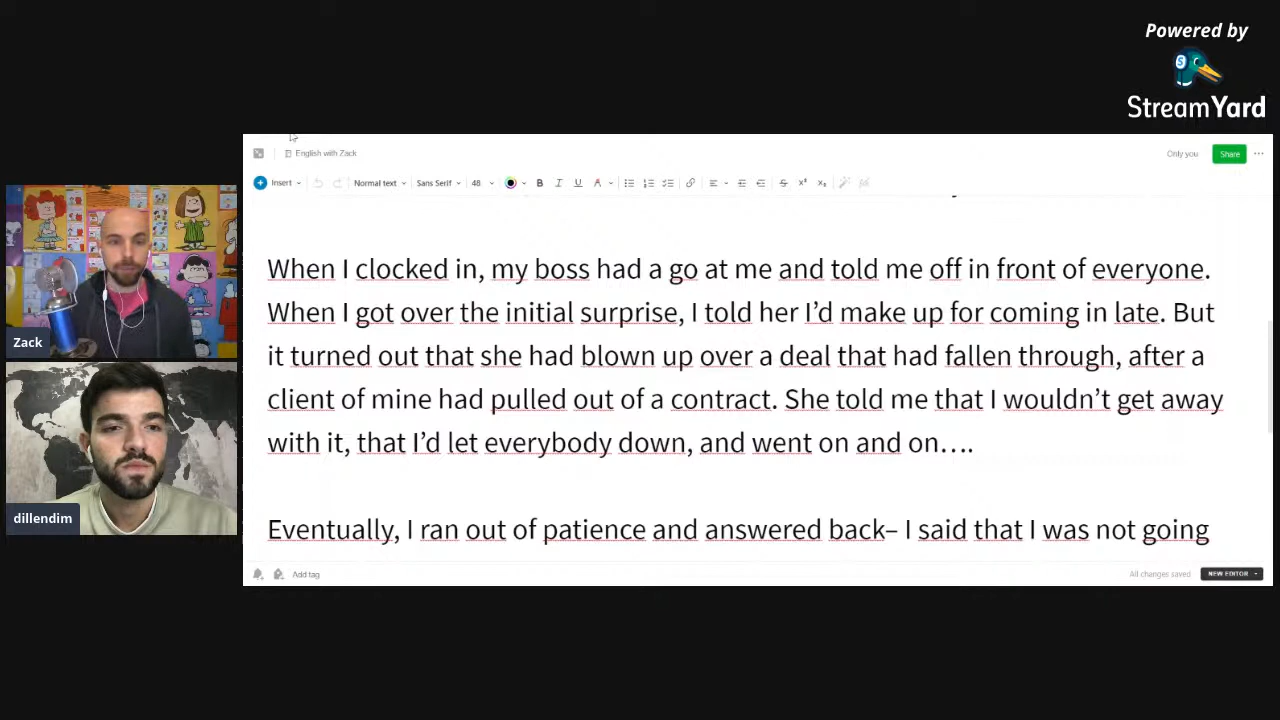 Powered by
StreamYard
English with Zack
Only you
Share
Insert
Normal text
Sans Serif
48
When I clocked in, my boss had a go at me and told me off in front of everyone.
When I got over the initial surprise, I told her I’d make up for coming in late. But
it turned out that she had blown up over a deal that had fallen through, after a
client of mine had pulled out of a contract. She told me that I wouldn’t get away
with it, that I’d let everybody down, and went on and on….
Eventually, I ran out of patience and answered back– I said that I was not going
Add tag
All changes saved
NEW EDITOR
Zack
dillendim